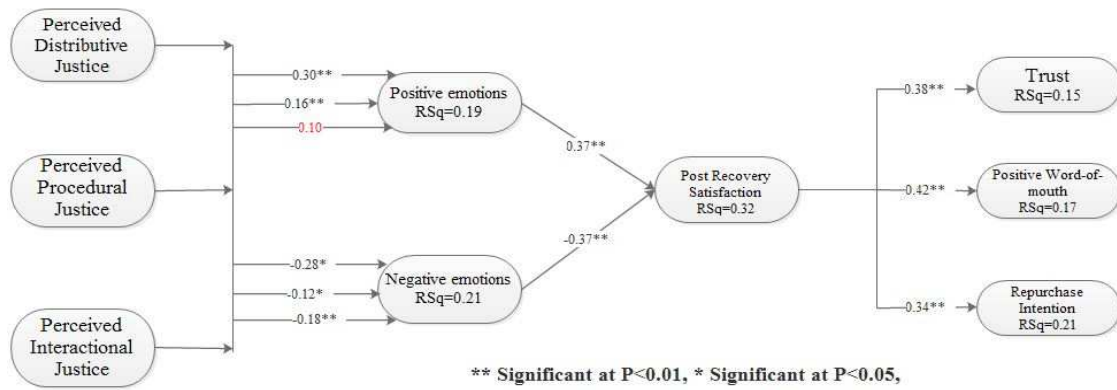 Perceived
Distributive
Justice
Perceived
Procedural
Justice
Perceived
Interactional
Justice
0.30**
0.16**
0.10
-0.28*
-0.12*
-0.18**
Positive emotions
RSq=0.19
Negative emotions
RSq=0.21
0.37**
-0.37**
Post Recovery
Satisfaction
RSq=0.32
0.38**
0.42**
0.34**
Trust
RSq=0.15
Positive Word-of-
mouth
RSq=0.17
Repurchase
Intention
RSq=0.21
** Significant at P<0.01, * Significant at P<0.05,